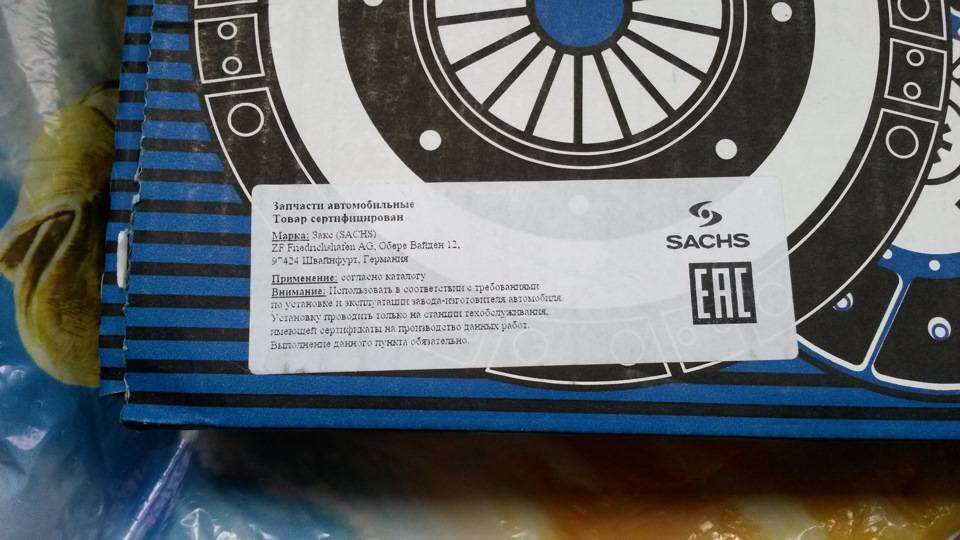 Запчасти автомобильные
Товар сертифицирован
Марка: Закс (SACHS)
ZF Friedrichshafen AG, Обере Вайден 12,
97424 Швайнфурт, Германия
Применение: согласно каталогу
Внимание: Использовать в соответствии с требованиями
по установке и эксплуатации завода-изготовителя автомобиля.
Установку проводить только на станции техобслуживания,
имеющей сертификаты на производство данных работ.
Выполнение данного пункта обязательно.
SACHS
EAC